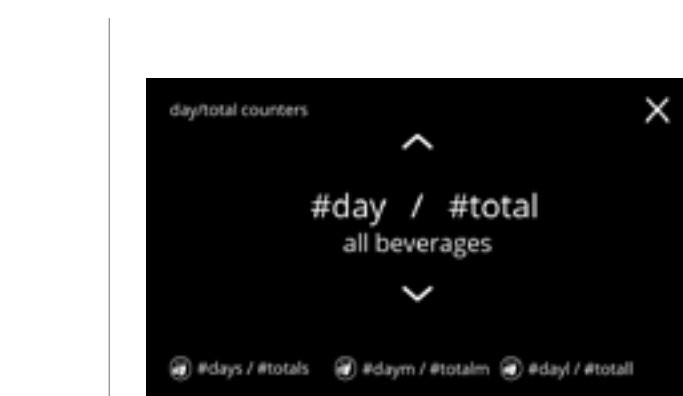 day/total counters
#day / #total
all beverages
#days / #totals #daym / #totalm #dayl / #totall